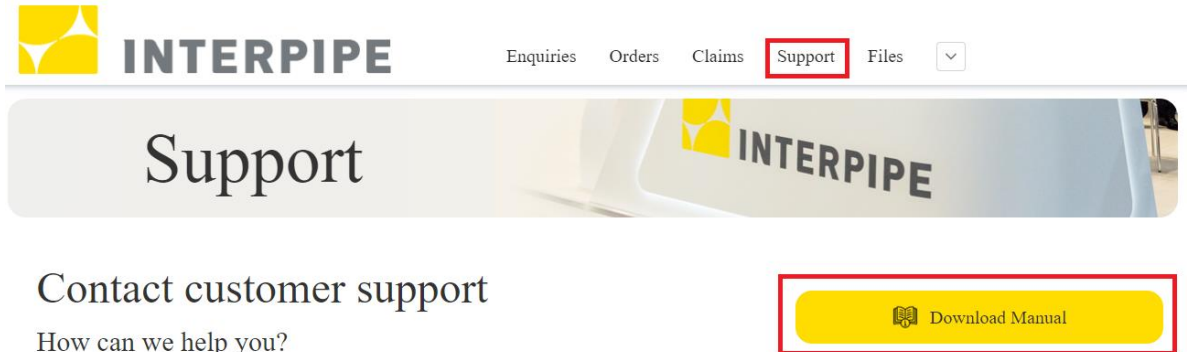 INTERPIPE
Enquiries Orders Claims Support Files
Support
INTERPIPE
Contact customer support
Download Manual
How can we help you?